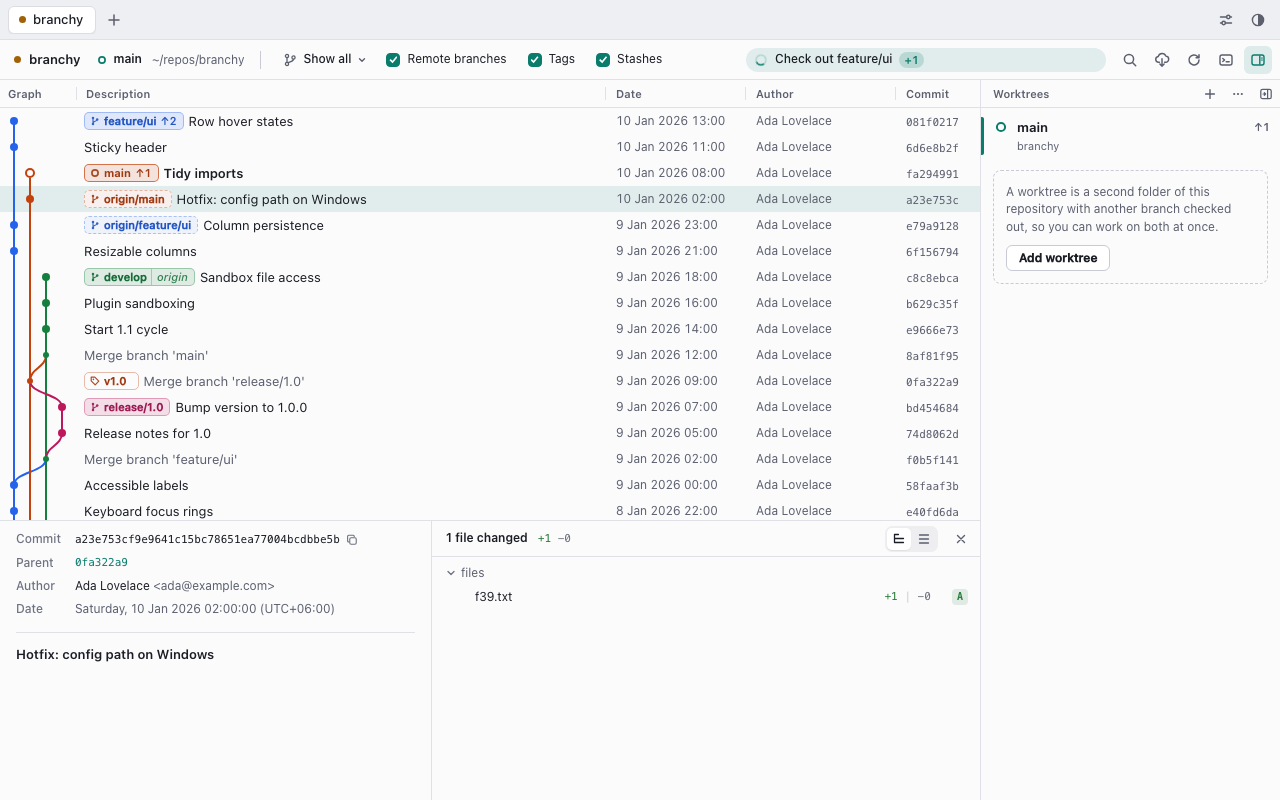 branchy
branchy main ~/repos/branchy Show all Remote branches Tags Stashes Check out feature/ui +1
Graph Description Date Author Commit
feature/ui ↑2 Row hover states 10 Jan 2026 13:00 Ada Lovelace 081f0217
Sticky header 10 Jan 2026 11:00 Ada Lovelace 6d6e8b2f
main ↑1 Tidy imports 10 Jan 2026 08:00 Ada Lovelace fa294991
origin/main Hotfix: config path on Windows 10 Jan 2026 02:00 Ada Lovelace a23e753c
origin/feature/ui Column persistence 9 Jan 2026 23:00 Ada Lovelace e79a9128
Resizable columns 9 Jan 2026 21:00 Ada Lovelace 6f156794
develop origin Sandbox file access 9 Jan 2026 18:00 Ada Lovelace c8c8ebca
Plugin sandboxing 9 Jan 2026 16:00 Ada Lovelace b629c35f
Start 1.1 cycle 9 Jan 2026 14:00 Ada Lovelace e9666e73
Merge branch 'main' 9 Jan 2026 12:00 Ada Lovelace 8af81f95
v1.0 Merge branch 'release/1.0' 9 Jan 2026 09:00 Ada Lovelace 0fa322a9
release/1.0 Bump version to 1.0.0 9 Jan 2026 07:00 Ada Lovelace bd454684
Release notes for 1.0 9 Jan 2026 05:00 Ada Lovelace 74d8062d
Merge branch 'feature/ui' 9 Jan 2026 02:00 Ada Lovelace f0b5f141
Accessible labels 9 Jan 2026 00:00 Ada Lovelace 58faaf3b
Keyboard focus rings 8 Jan 2026 22:00 Ada Lovelace e40fd6da
Worktrees
main ↑1
branchy
A worktree is a second folder of this
repository with another branch checked
out, so you can work on both at once.
Add worktree
Commit a23e753cf9e9641c15bc78651ea77004bcdbbe5b
Parent 0fa322a9
Author Ada Lovelace <ada@example.com>
Date Saturday, 10 Jan 2026 02:00:00 (UTC+06:00)
Hotfix: config path on Windows
1 file changed +1 −0
files
f39.txt +1 | −0 A